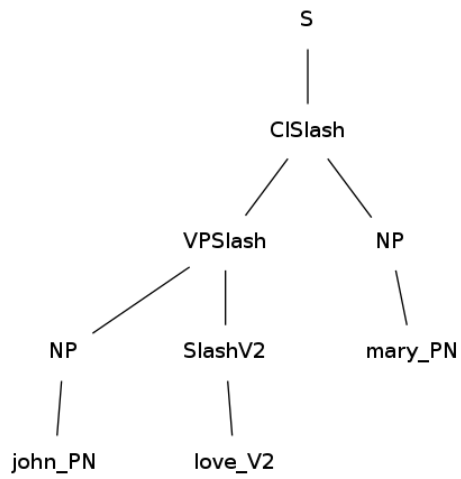 S
ClSlash
VPSlash NP
NP SlashV2 mary_PN
john_PN love_V2